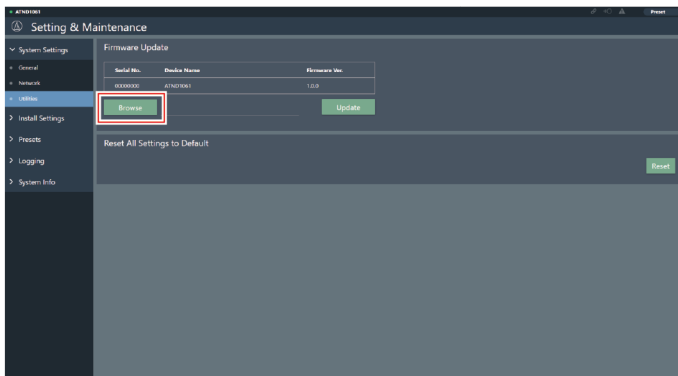 ATND1061
Preset
Setting & Maintenance
System Settings
General
Network
Utilities
Install Settings
Presets
Logging
System Info
Firmware Update
Serial No. Device Name Firmware Ver.
00000000 ATND1061 1.0.0
Browse Update
Reset All Settings to Default
Reset